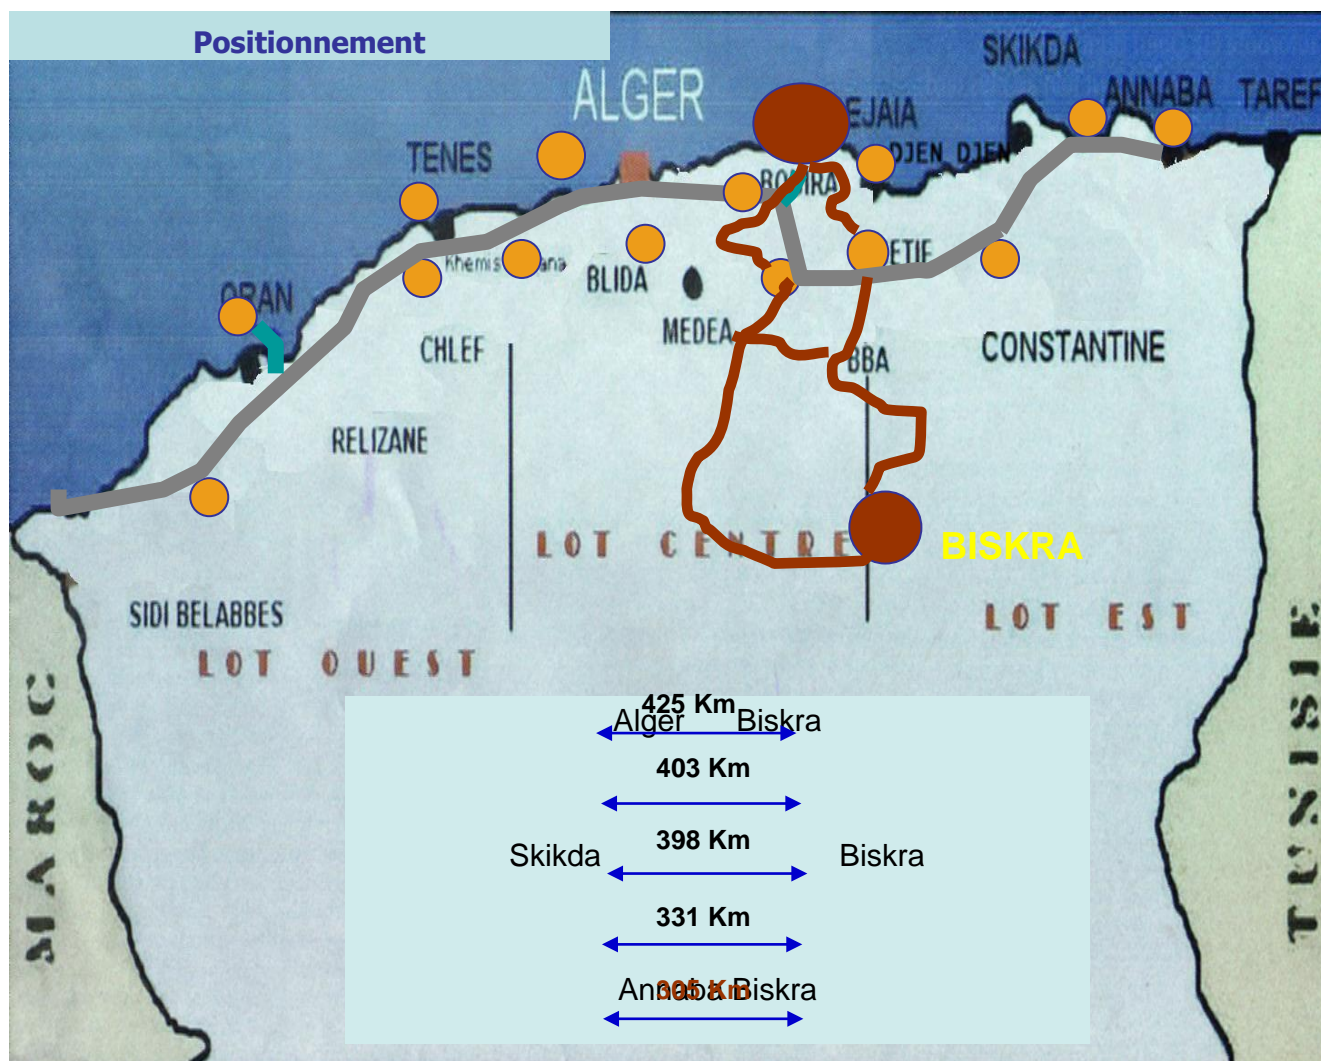 Positionnement
SKIKDA
ALGER
ANNABA
TAREF
EJAIA
TENES
DJEN DJEN
BOUIRA
ETIF
Khemis
BLIDA
ORAN
MEDEA
CHLEF
BBA
CONSTANTINE
RELIZANE
LOT CENTRE
BISKRA
SIDI BELABBES
LOT EST
LOT OUEST
MAROC
TUNISIE
425 Km
Alger Biskra
403 Km
398 Km
Skikda Biskra
331 Km
Annaba Biskra
305 Km